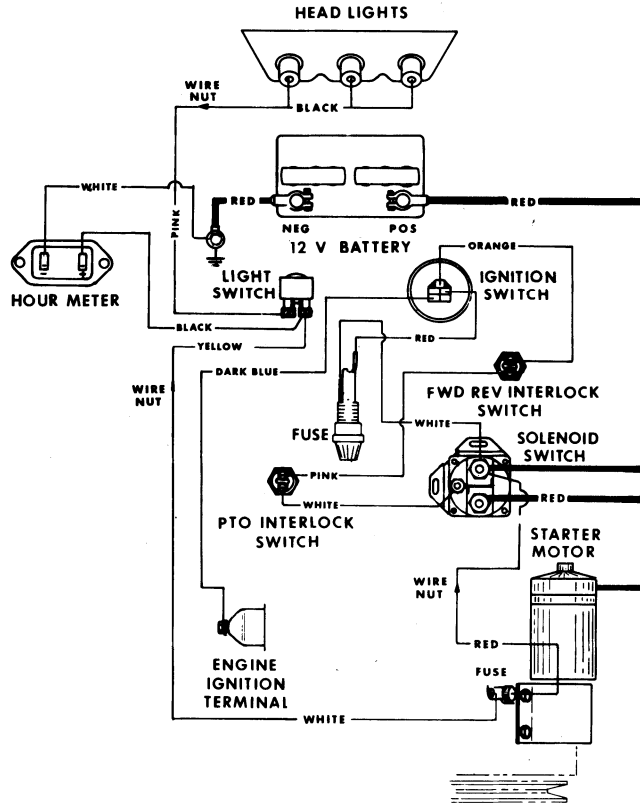 HEAD LIGHTS
WIRE
NUT
BLACK
WHITE
RED
RED
NEG
POS
12 V BATTERY
PINK
ORANGE
HOUR METER
LIGHT
SWITCH
IGNITION
SWITCH
BLACK
YELLOW
RED
DARK BLUE
WIRE
NUT
FWD REV INTERLOCK
SWITCH
WHITE
FUSE
SOLENOID
SWITCH
PINK
RED
WHITE
PTO INTERLOCK
SWITCH
STARTER
MOTOR
WIRE
NUT
RED
ENGINE
IGNITION
TERMINAL
FUSE
WHITE